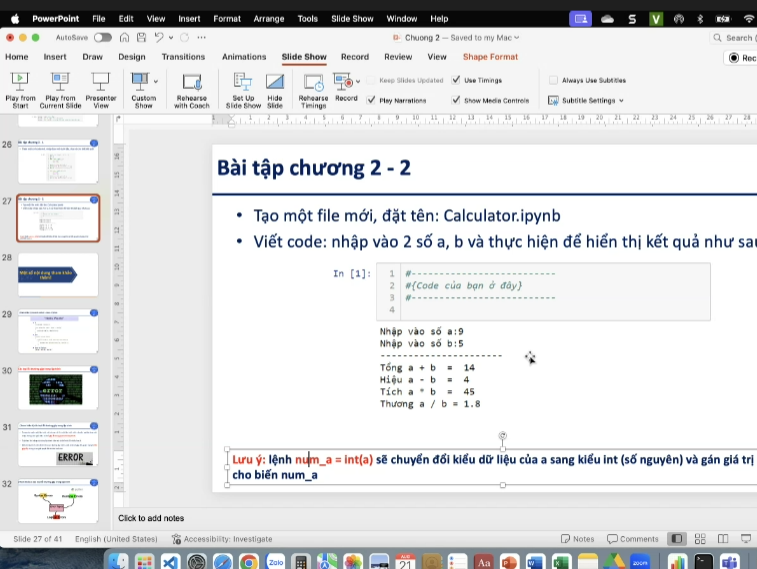 PowerPoint File Edit View Insert Format Arrange Tools Slide Show Window Help
AutoSave Chuong 2 — Saved to my Mac Search
Home Insert Draw Design Transitions Animations Slide Show Record Review View Shape Format Rec
Play from Start Play from Current Slide Presenter View Custom Show Rehearse with Coach Set Up Slide Show Hide Slide Rehearse Timings Record
Keep Slides Updated Use Timings Always Use Subtitles
Play Narrations Show Media Controls Subtitle Settings
26
27
28
29
30
31
32
ERROR
Bài tập chương 2 - 2
• Tạo một file mới, đặt tên: Calculator.ipynb
• Viết code: nhập vào 2 số a, b và thực hiện để hiển thị kết quả như sau
In [1]:
1 #-----------------------------
2 #{Code của bạn ở đây}
3 #-----------------------------
4
Nhập vào số a:9
Nhập vào số b:5
-------------------------
Tổng a + b = 14
Hiệu a - b = 4
Tích a * b = 45
Thương a / b = 1.8
Lưu ý: lệnh num_a = int(a) sẽ chuyển đổi kiểu dữ liệu của a sang kiểu int (số nguyên) và gán giá trị
cho biến num_a
Click to add notes
Slide 27 of 41 English (United States) Accessibility: Investigate Notes Comments
Zalo 21 Aa zoom